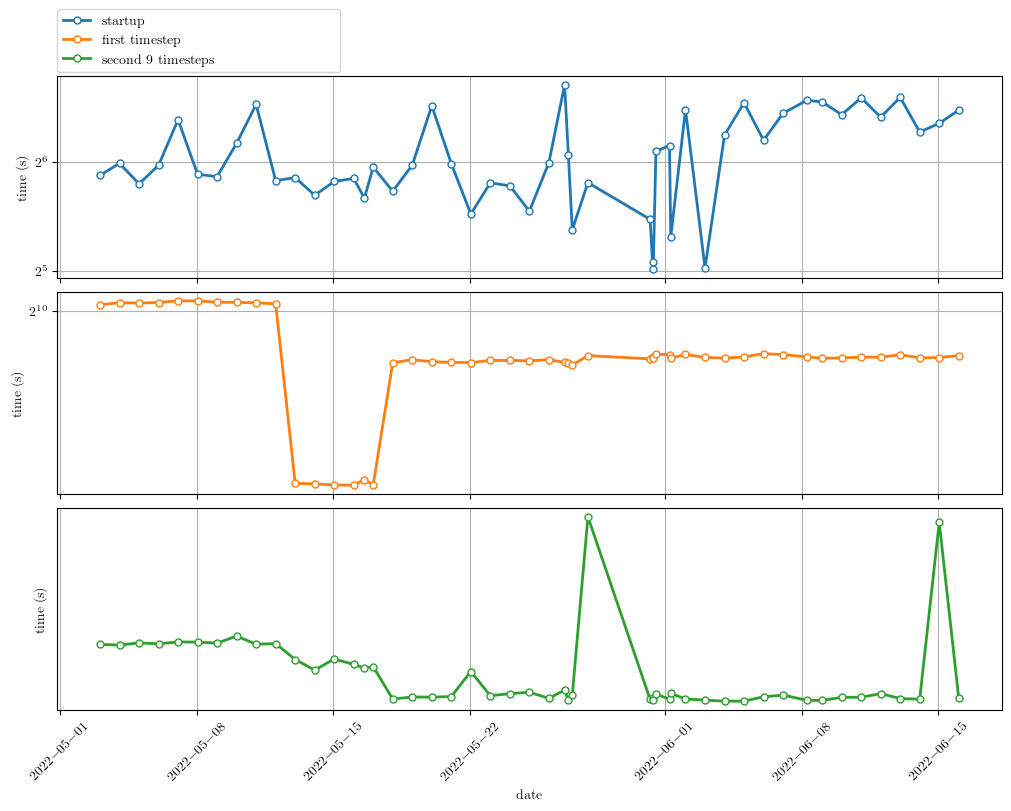 startup
first timestep
second 9 timesteps
time (s)
2^6
2^5
time (s)
2^10
time (s)
2022−05−01
2022−05−08
2022−05−15
2022−05−22
2022−06−01
2022−06−08
2022−06−15
date